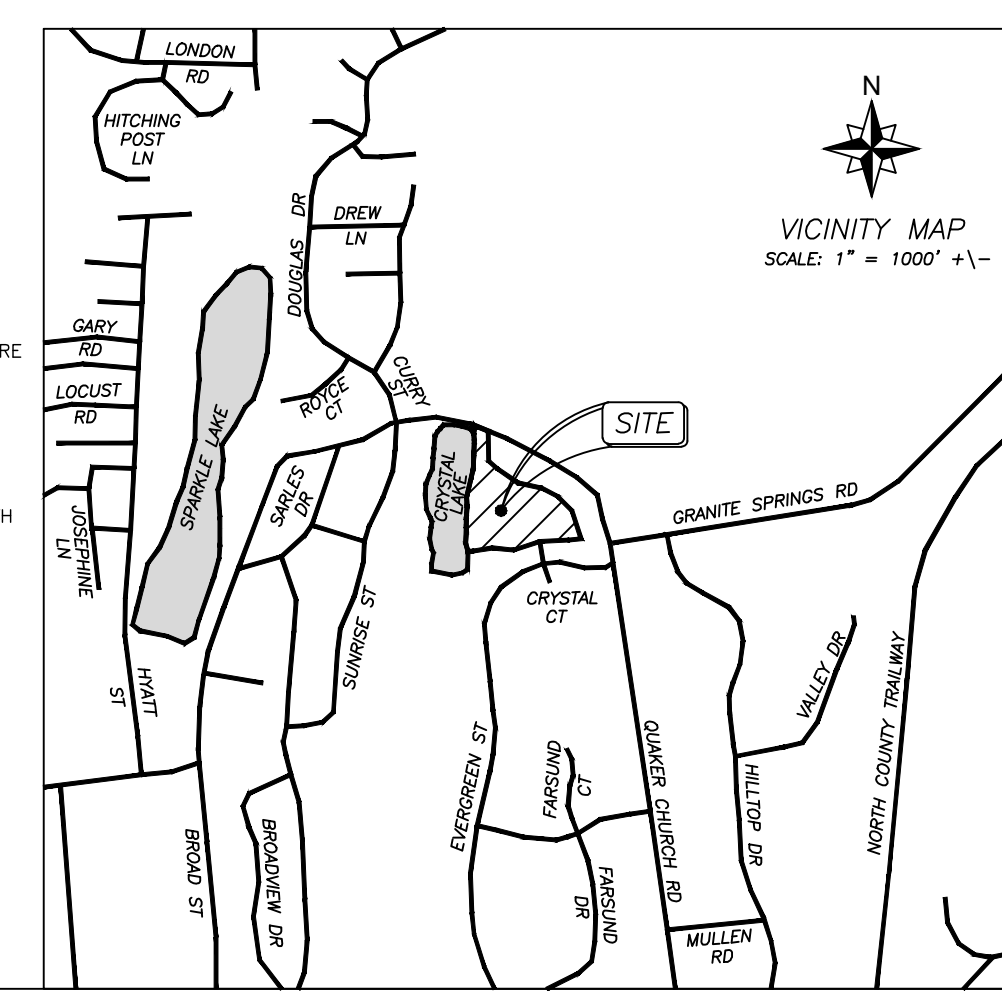 LONDON
RD
HITCHING
POST
LN
N
VICINITY MAP
SCALE: 1" = 1000' +\-
DOUGLAS DR
DREW
LN
GARY
RD
RE
LOCUST
RD
ROYCE
CT
CURRY
ST
SITE
SPARKLE LAKE
SARLES
DR
CRYSTAL
LAKE
GRANITE SPRINGS RD
H
JOSEPHINE
LN
CRYSTAL
CT
SUNRISE ST
HYATT
ST
VALLEY DR
NORTH COUNTY TRAILWAY
EVERGREEN ST
FARSUND
CT
QUAKER CHURCH RD
HILLTOP DR
BROAD ST
BROADVIEW DR
FARSUND
DR
MULLEN
RD